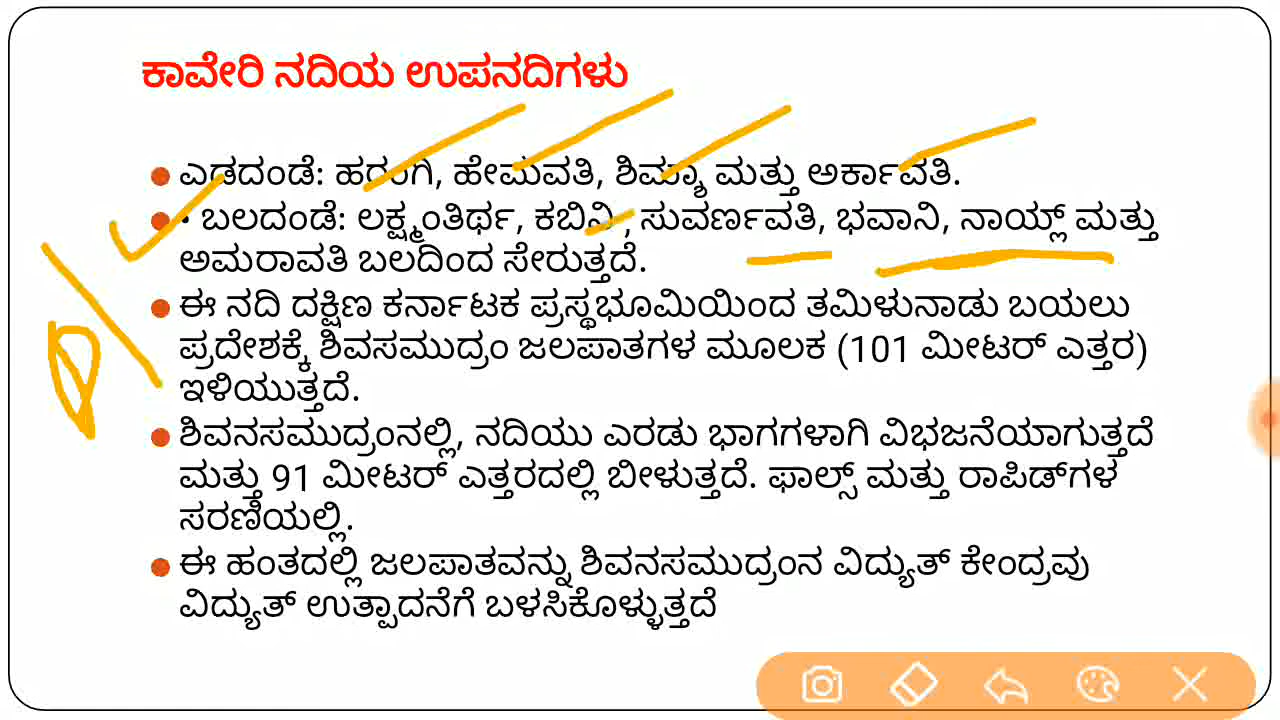 ಕಾವೇರಿ ನದಿಯ ಉಪನದಿಗಳು
ಎಡದಂಡೆ: ಹರಂಗಿ, ಹೇಮವತಿ, ಶಿಮ್ಶಾ ಮತ್ತು ಅರ್ಕಾವತಿ.
• ಬಲದಂಡೆ: ಲಕ್ಷ್ಮಂತಿರ್ಥ, ಕಬಿನಿ, ಸುವರ್ಣವತಿ, ಭವಾನಿ, ನಾಯ್ಲ್ ಮತ್ತು
ಅಮರಾವತಿ ಬಲದಿಂದ ಸೇರುತ್ತದೆ.
ಈ ನದಿ ದಕ್ಷಿಣ ಕರ್ನಾಟಕ ಪ್ರಸ್ಥಭೂಮಿಯಿಂದ ತಮಿಳುನಾಡು ಬಯಲು
ಪ್ರದೇಶಕ್ಕೆ ಶಿವಸಮುದ್ರಂ ಜಲಪಾತಗಳ ಮೂಲಕ (101 ಮೀಟರ್ ಎತ್ತರ)
ಇಳಿಯುತ್ತದೆ.
ಶಿವನಸಮುದ್ರಂನಲ್ಲಿ, ನದಿಯು ಎರಡು ಭಾಗಗಳಾಗಿ ವಿಭಜನೆಯಾಗುತ್ತದೆ
ಮತ್ತು 91 ಮೀಟರ್ ಎತ್ತರದಲ್ಲಿ ಬೀಳುತ್ತದೆ. ಫಾಲ್ಸ್ ಮತ್ತು ರಾಪಿಡ್‌ಗಳ
ಸರಣಿಯಲ್ಲಿ.
ಈ ಹಂತದಲ್ಲಿ ಜಲಪಾತವನ್ನು ಶಿವನಸಮುದ್ರಂನ ವಿದ್ಯುತ್ ಕೇಂದ್ರವು
ವಿದ್ಯುತ್ ಉತ್ಪಾದನೆಗೆ ಬಳಸಿಕೊಳ್ಳುತ್ತದೆ